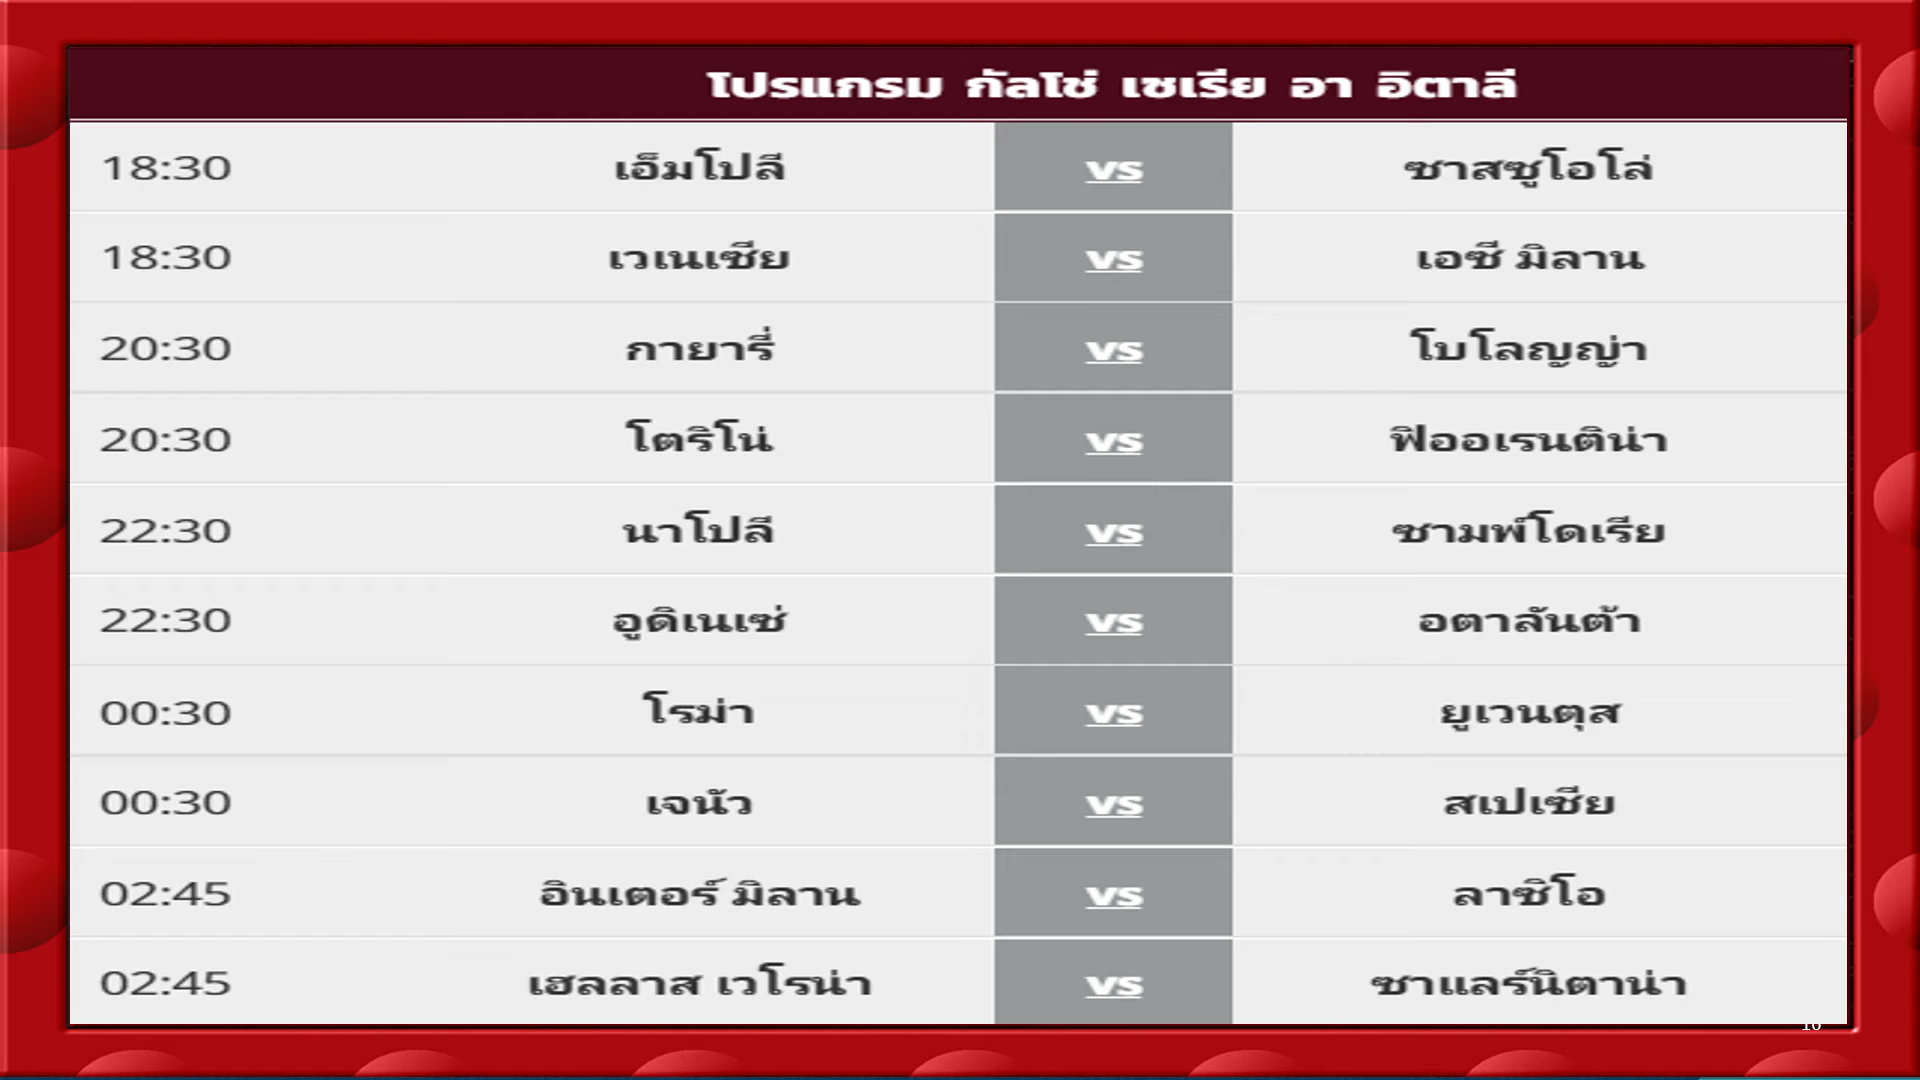 โปรแกรม กัลโช่ เซเรีย อา อิตาลี
18:30 เอ็มโปลี vs ซาสซูโอโล่
18:30 เวเนเซีย vs เอซี มิลาน
20:30 กายารี่ vs โบโลญญ่า
20:30 โตริโน่ vs ฟิออเรนติน่า
22:30 นาโปลี vs ซามพ์โดเรีย
22:30 อูดิเนเซ่ vs อตาลันต้า
00:30 โรม่า vs ยูเวนตุส
00:30 เจนัว vs สเปเซีย
02:45 อินเตอร์ มิลาน vs ลาซิโอ
02:45 เฮลลาส เวโรน่า vs ซาแลร์นิตาน่า